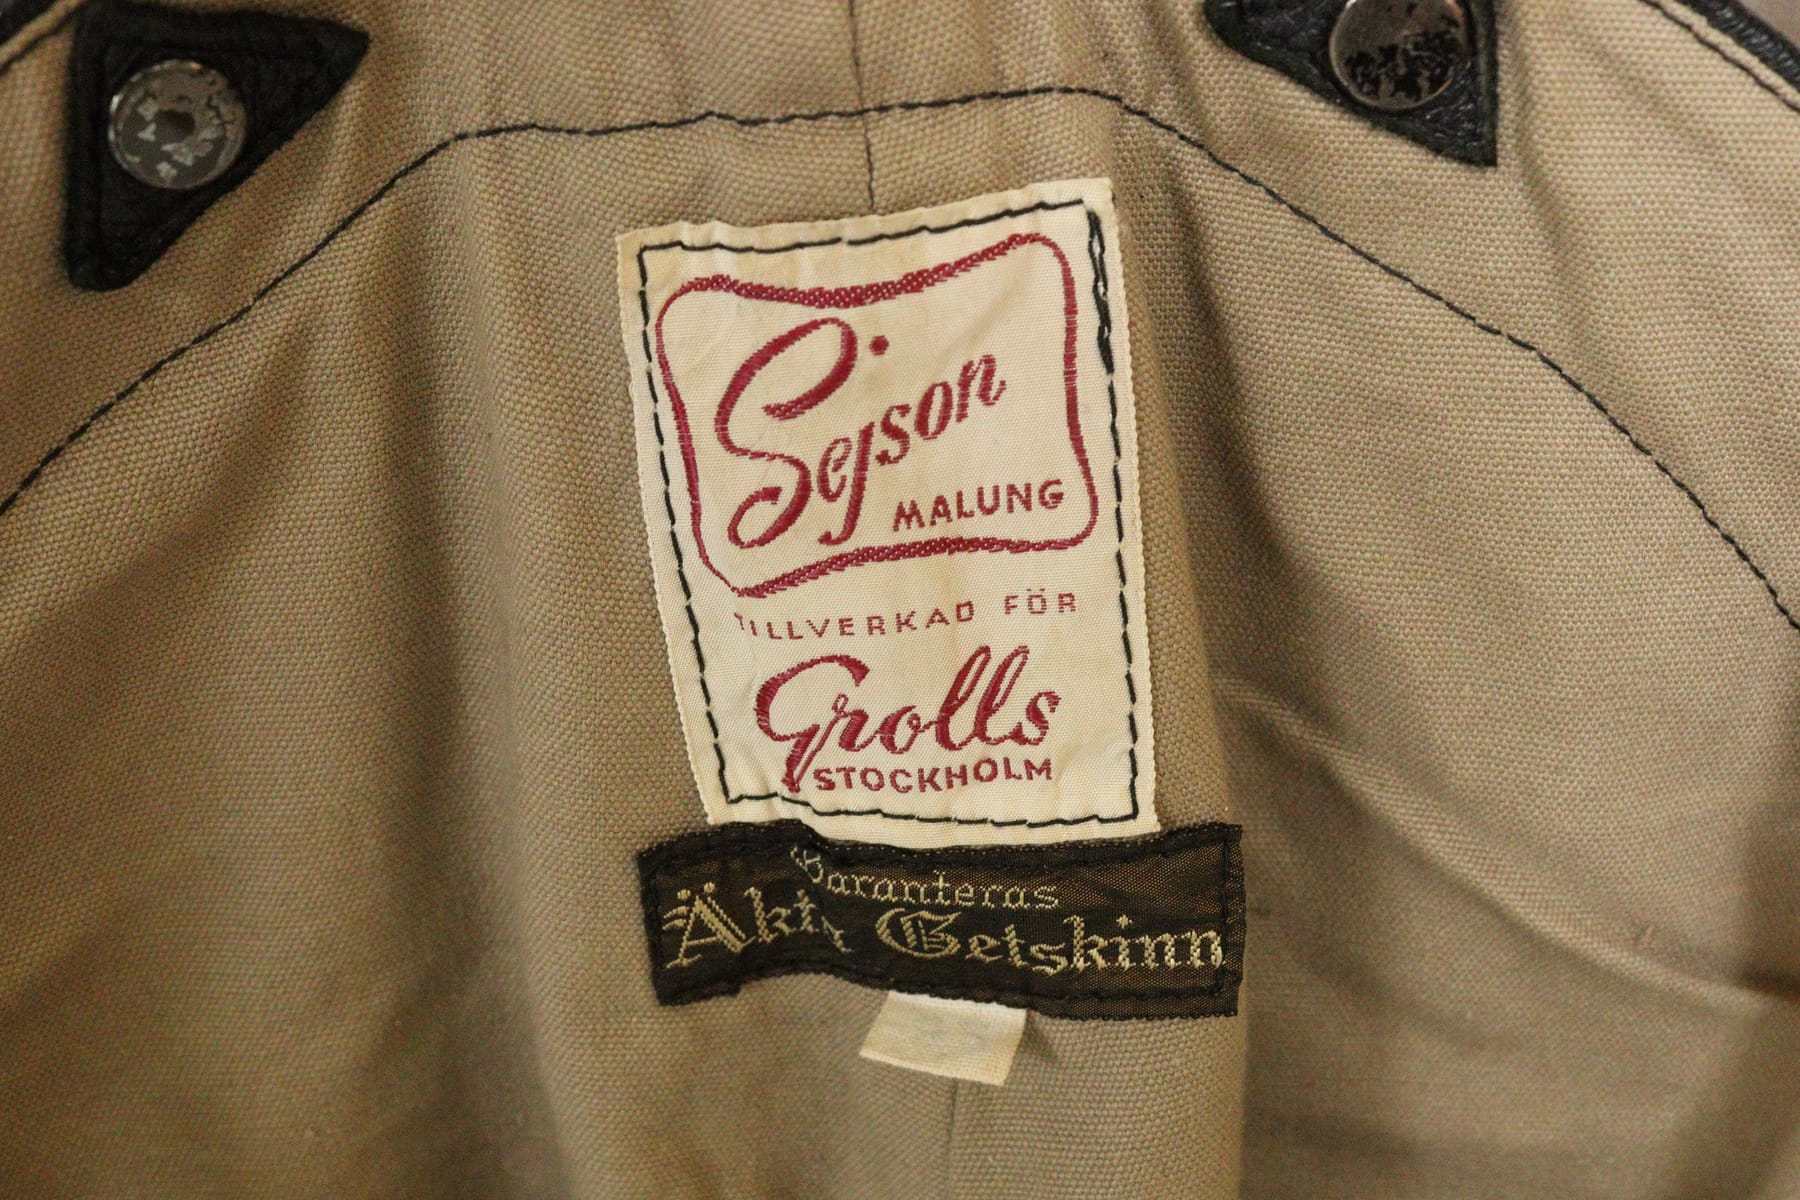 Sejson
MALUNG
TILLVERKAD FÖR
Grolls
STOCKHOLM
Garanteras
Äkta Getskinn